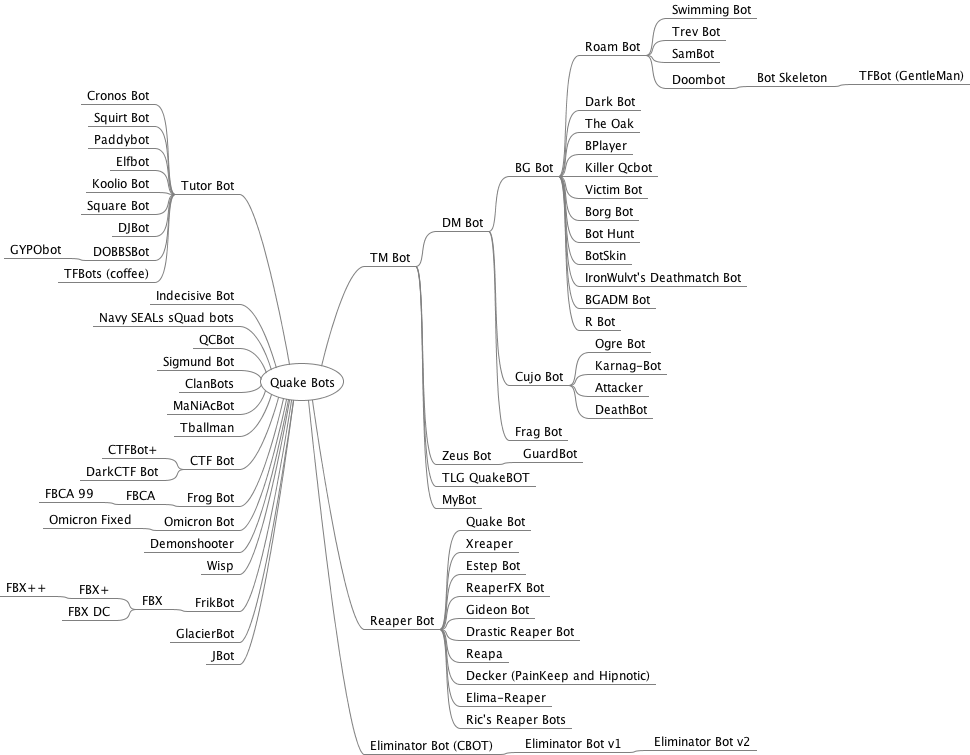 Quake Bots
TM Bot
DM Bot
BG Bot
Roam Bot
Swimming Bot
Trev Bot
SamBot
Doombot
Bot Skeleton
TFBot (GentleMan)
Dark Bot
The Oak
BPlayer
Killer Qcbot
Victim Bot
Borg Bot
Bot Hunt
BotSkin
IronWulvt's Deathmatch Bot
BGADM Bot
R Bot
Cujo Bot
Ogre Bot
Karnag-Bot
Attacker
DeathBot
Frag Bot
Zeus Bot
GuardBot
TLG QuakeBOT
MyBot
Reaper Bot
Quake Bot
Xreaper
Estep Bot
ReaperFX Bot
Gideon Bot
Drastic Reaper Bot
Reapa
Decker (PainKeep and Hipnotic)
Elima-Reaper
Ric's Reaper Bots
Eliminator Bot (CBOT)
Eliminator Bot v1
Eliminator Bot v2
Tutor Bot
Cronos Bot
Squirt Bot
Paddybot
Elfbot
Koolio Bot
Square Bot
DJBot
DOBBSBot
GYPObot
TFBots (coffee)
Indecisive Bot
Navy SEALs sQuad bots
QCBot
Sigmund Bot
ClanBots
MaNiAcBot
Tballman
CTF Bot
CTFBot+
DarkCTF Bot
Frog Bot
FBCA
FBCA 99
Omicron Bot
Omicron Fixed
Demonshooter
Wisp
FrikBot
FBX
FBX+
FBX++
FBX DC
GlacierBot
JBot